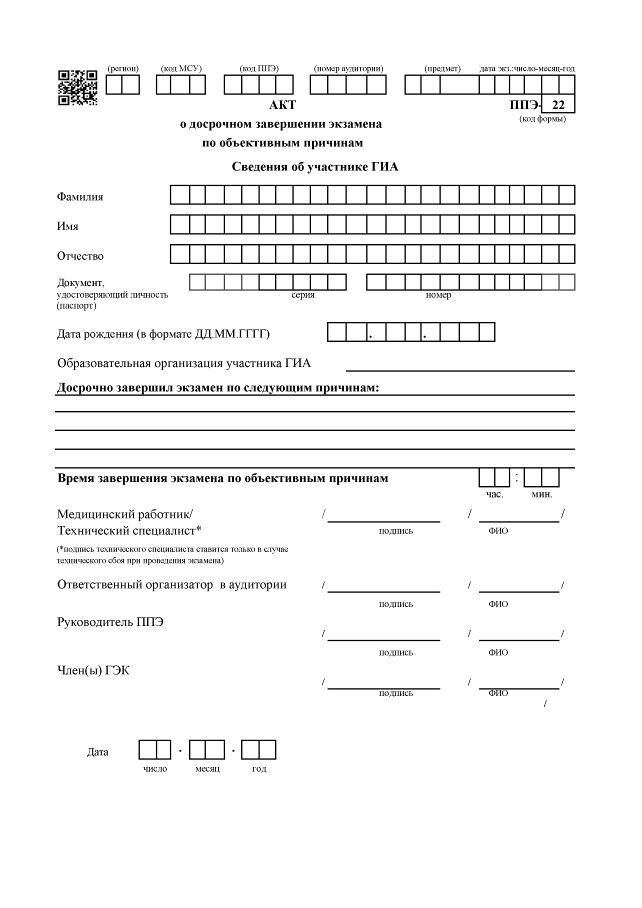 (регион) (код МСУ) (код ППЭ) (номер аудитории) (предмет) дата экз.:число-месяц-год
АКТ ППЭ- 22
(код формы)
о досрочном завершении экзамена
по объективным причинам
Сведения об участнике ГИА
Фамилия
Имя
Отчество
Документ,
удостоверяющий личность серия номер
(паспорт)
Дата рождения (в формате ДД.ММ.ГГГГ) . .
Образовательная организация участника ГИА
Досрочно завершил экзамен по следующим причинам:
Время завершения экзамена по объективным причинам :
час. мин.
Медицинский работник/ / / /
Технический специалист* подпись ФИО
(*подпись технического специалиста ставится только в случае
технического сбоя при проведения экзамена)
Ответственный организатор в аудитории / / /
подпись ФИО
Руководитель ППЭ
/ / /
подпись ФИО
Член(ы) ГЭК
/ / /
подпись ФИО
/
Дата . .
число месяц год